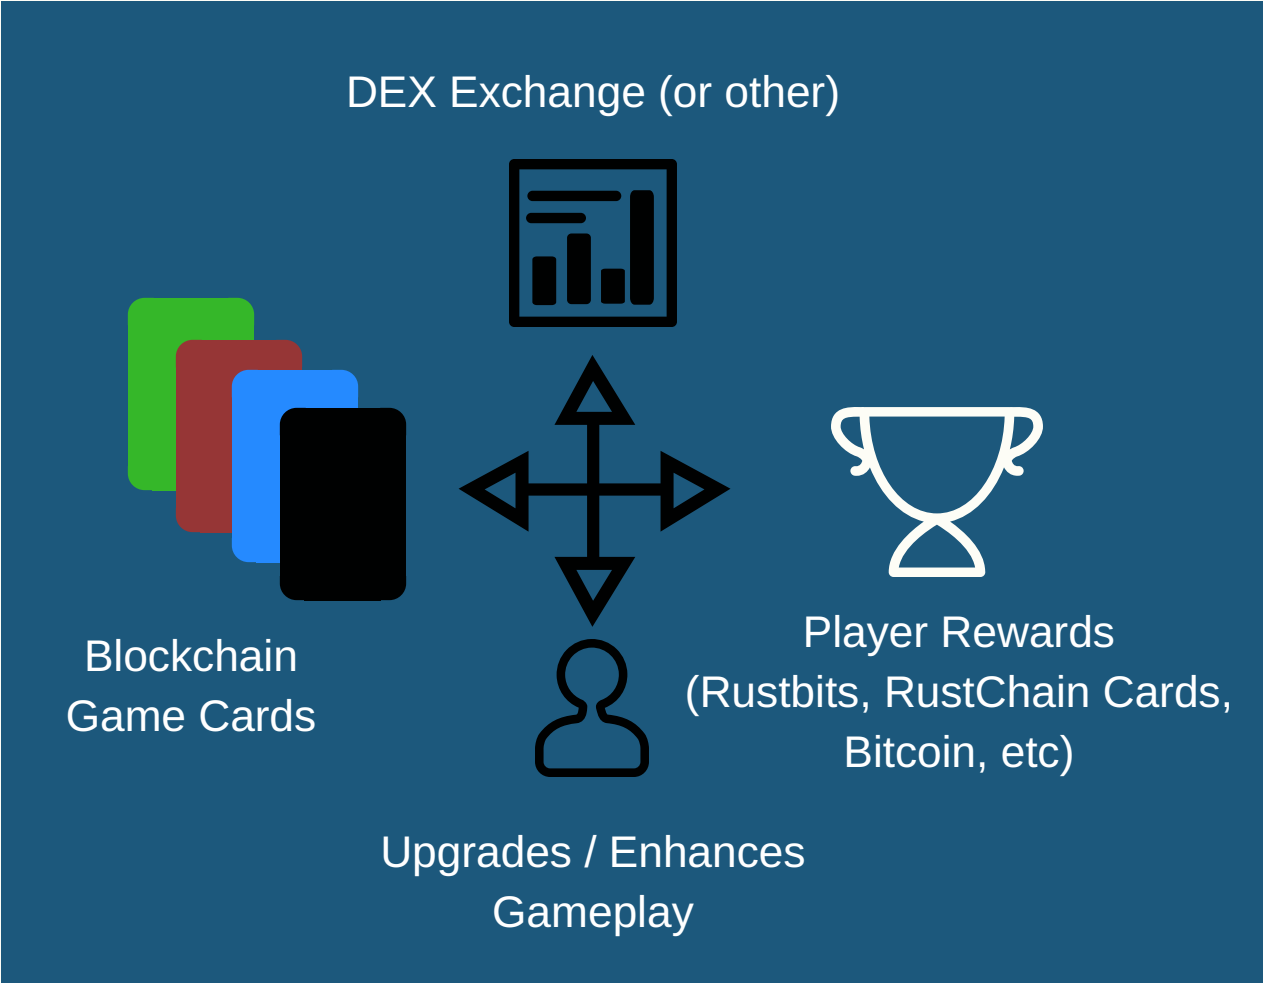 DEX Exchange (or other)
Blockchain
Game Cards
Player Rewards
(Rustbits, RustChain Cards,
Bitcoin, etc)
Upgrades / Enhances
Gameplay